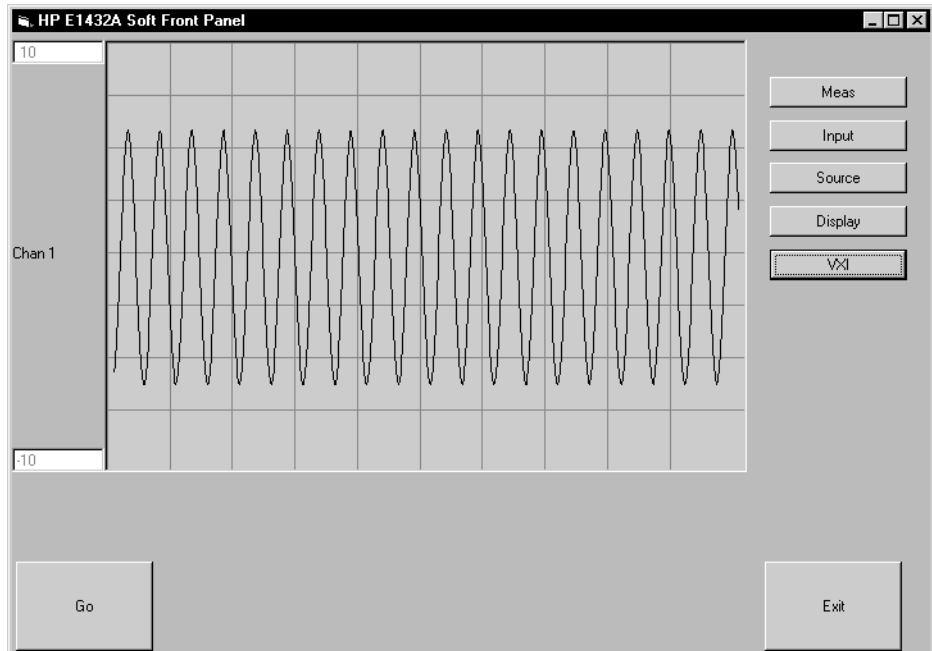 HP E1432A Soft Front Panel
10
Chan 1
-10
Meas
Input
Source
Display
VXI
Go
Exit